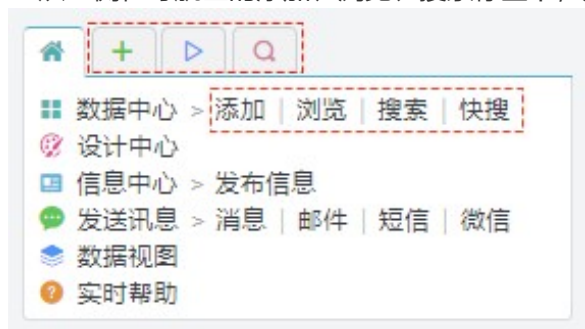 数据中心 > 添加 | 浏览 | 搜索 | 快搜
设计中心
信息中心 > 发布信息
发送讯息 > 消息 | 邮件 | 短信 | 微信
数据视图
实时帮助